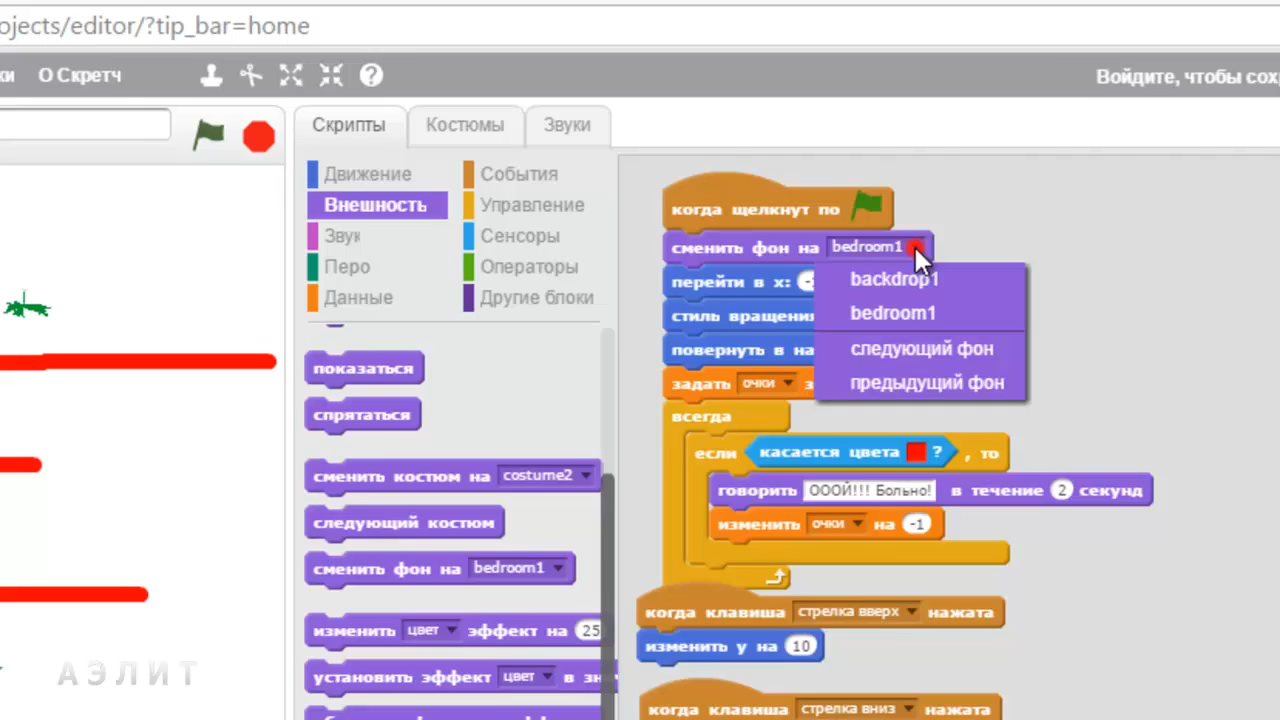 ojects/editor/?tip_bar=home
ки О Скретч
Войдите, чтобы сох
Скрипты Костюмы Звуки
Движение События
Внешность Управление
Звук Сенсоры
Перо Операторы
Данные Другие блоки
показаться
спрятаться
сменить костюм на costume2
следующий костюм
сменить фон на bedroom1
изменить цвет эффект на 25
установить эффект цвет в зна
когда щелкнут по
сменить фон на bedroom1
backdrop1
bedroom1
следующий фон
предыдущий фон
перейти в x: -
стиль вращения
повернуть в на
задать очки з
всегда
если касается цвета ? , то
говорить ОООЙ!!! Больно! в течение 2 секунд
изменить очки на -1
когда клавиша стрелка вверх нажата
изменить y на 10
когда клавиша стрелка вниз нажата
АЭЛИТ